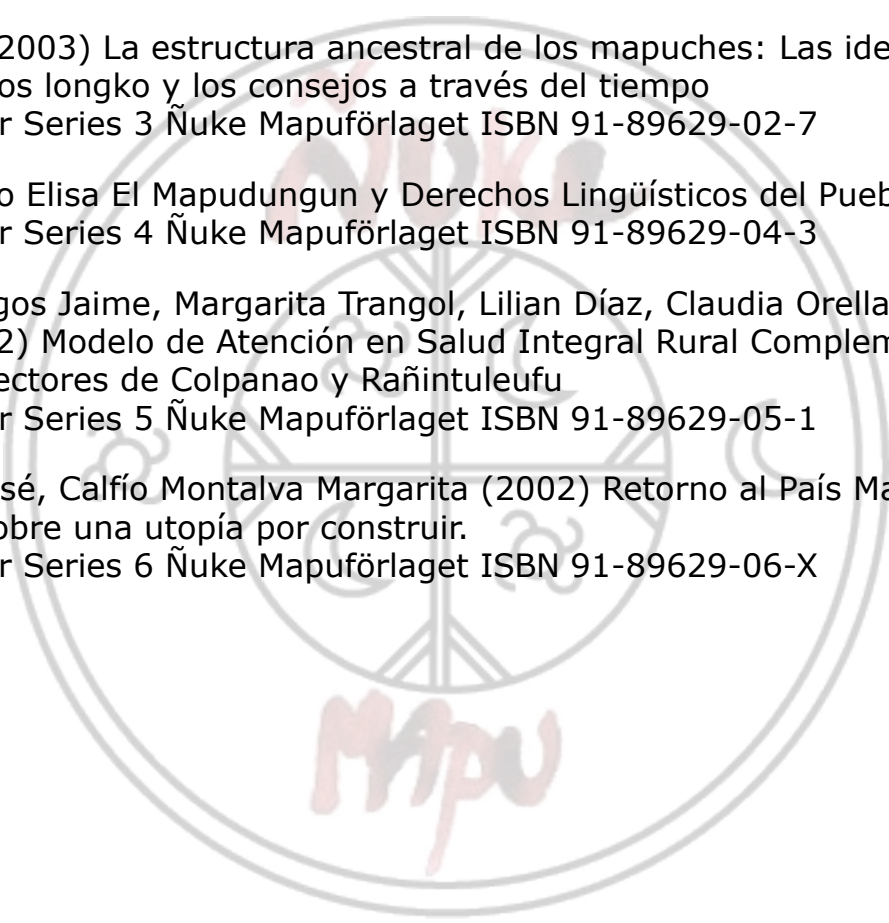 2003) La estructura ancestral de los mapuches: Las ide
os longko y los consejos a través del tiempo
r Series 3 Ñuke Mapuförlaget ISBN 91-89629-02-7
o Elisa El Mapudungun y Derechos Lingüísticos del Pueb
r Series 4 Ñuke Mapuförlaget ISBN 91-89629-04-3
gos Jaime, Margarita Trangol, Lilian Díaz, Claudia Orella
2) Modelo de Atención en Salud Integral Rural Complem
ectores de Colpanao y Rañintuleufu
r Series 5 Ñuke Mapuförlaget ISBN 91-89629-05-1
sé, Calfío Montalva Margarita (2002) Retorno al País Ma
obre una utopía por construir.
r Series 6 Ñuke Mapuförlaget ISBN 91-89629-06-X
ÑUKE
MAPU